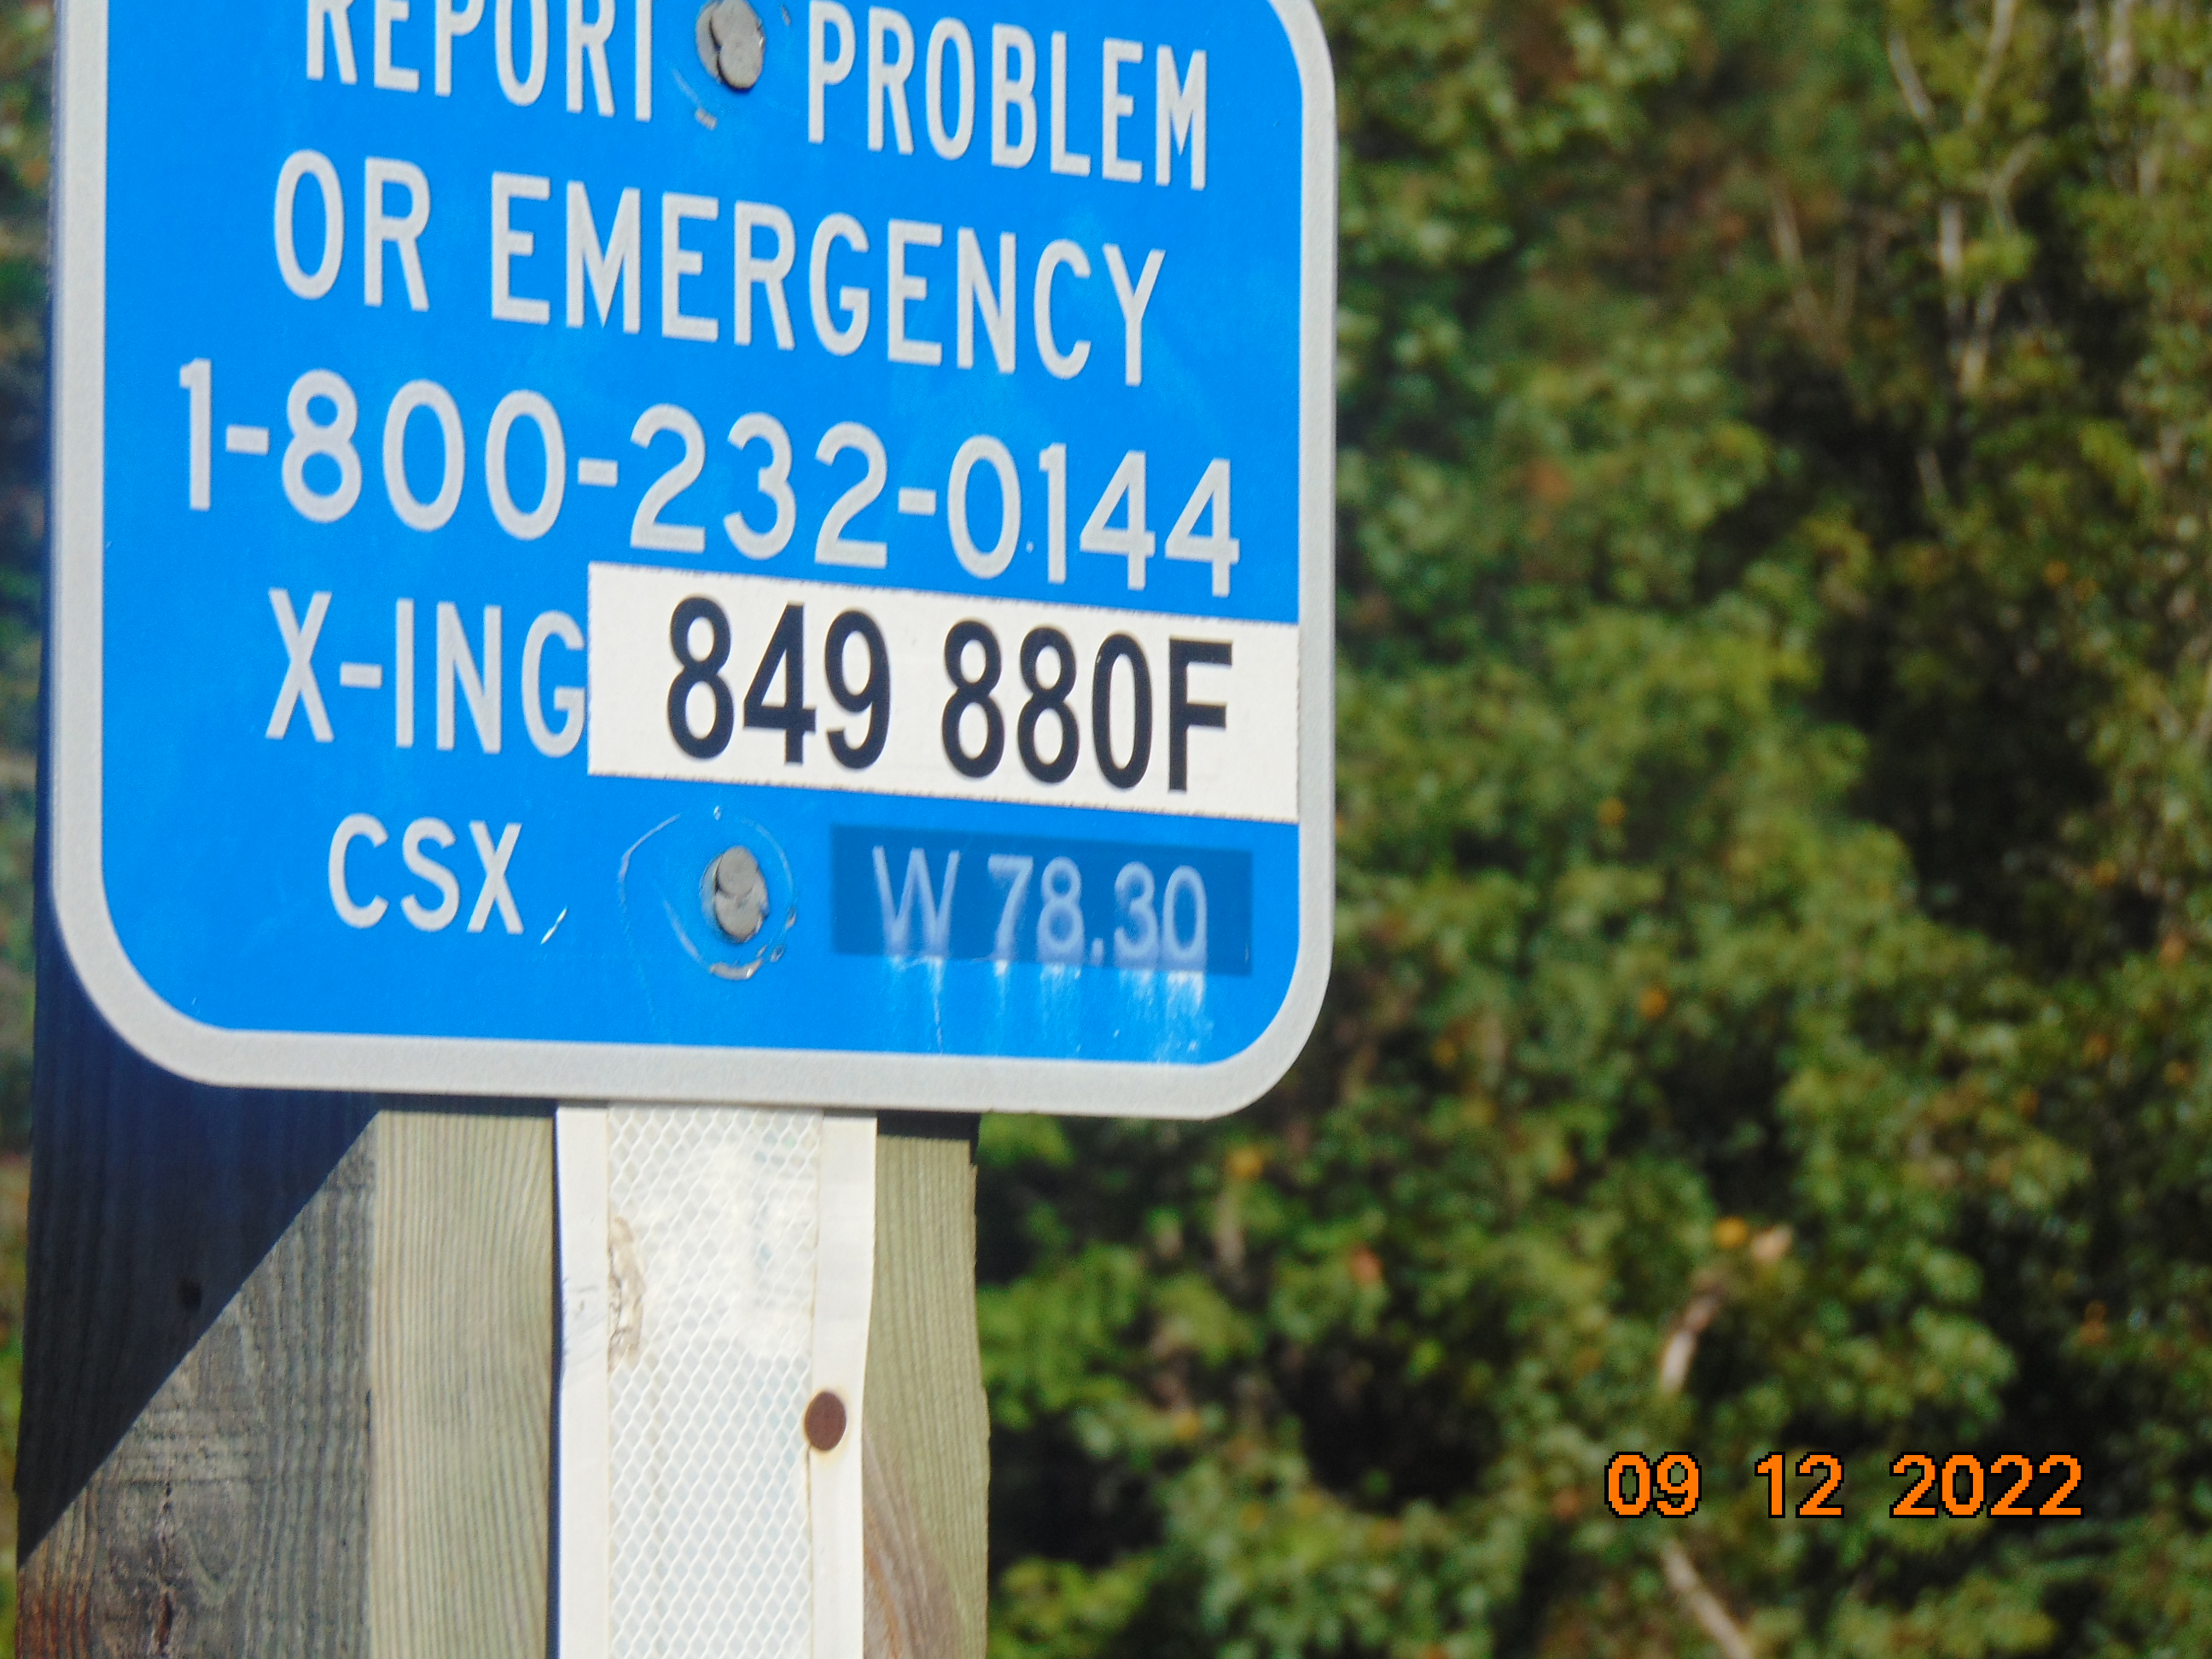 REPORT PROBLEM
OR EMERGENCY
1-800-232-0144
X-ING 849 880F
CSX W 78.30
09 12 2022